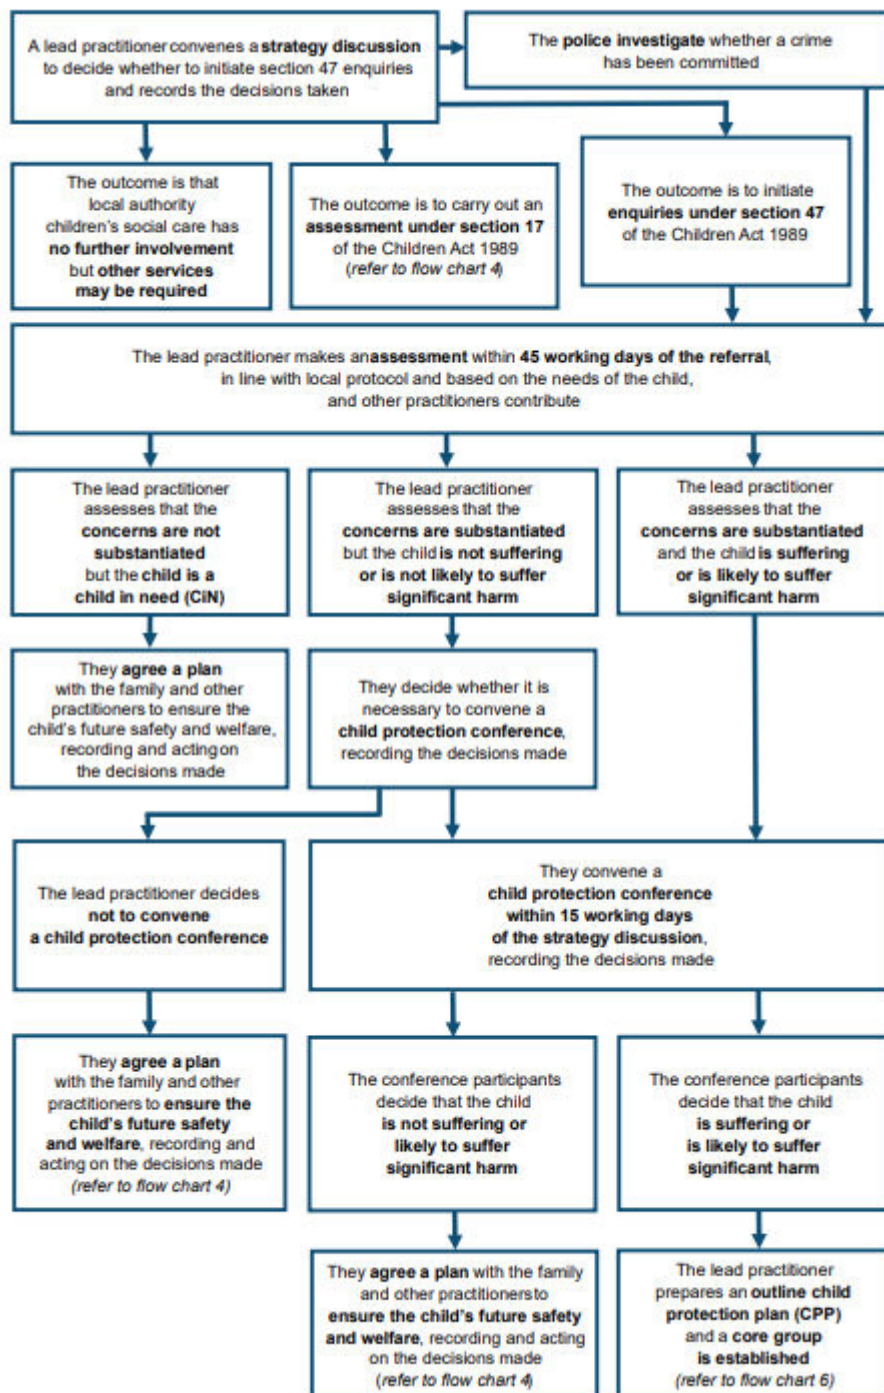 A lead practitioner convenes a strategy discussion
to decide whether to initiate section 47 enquiries
and records the decisions taken
The police investigate whether a crime
has been committed
The outcome is that
local authority
children's social care has
no further involvement
but other services
may be required
The outcome is to carry out an
assessment under section 17
of the Children Act 1989
(refer to flow chart 4)
The outcome is to initiate
enquiries under section 47
of the Children Act 1989
The lead practitioner makes an assessment within 45 working days of the referral,
in line with local protocol and based on the needs of the child,
and other practitioners contribute
The lead practitioner
assesses that the
concerns are not
substantiated
but the child is a
child in need (CiN)
The lead practitioner
assesses that the
concerns are substantiated
but the child is not suffering
or is not likely to suffer
significant harm
The lead practitioner
assesses that the
concerns are substantiated
and the child is suffering
or is likely to suffer
significant harm
They agree a plan
with the family and other
practitioners to ensure the
child's future safety and welfare,
recording and acting on
the decisions made
They decide whether it is
necessary to convene a
child protection conference,
recording the decisions made
The lead practitioner decides
not to convene
a child protection conference
They convene a
child protection conference
within 15 working days
of the strategy discussion,
recording the decisions made
They agree a plan
with the family and other
practitioners to ensure the
child's future safety
and welfare, recording and
acting on the decisions made
(refer to flow chart 4)
The conference participants
decide that the child
is not suffering or
likely to suffer
significant harm
The conference participants
decide that the child
is suffering or
is likely to suffer
significant harm
They agree a plan with the family
and other practitioners to
ensure the child's future safety
and welfare, recording and acting
on the decisions made
(refer to flow chart 4)
The lead practitioner
prepares an outline child
protection plan (CPP)
and a core group
is established
(refer to flow chart 6)